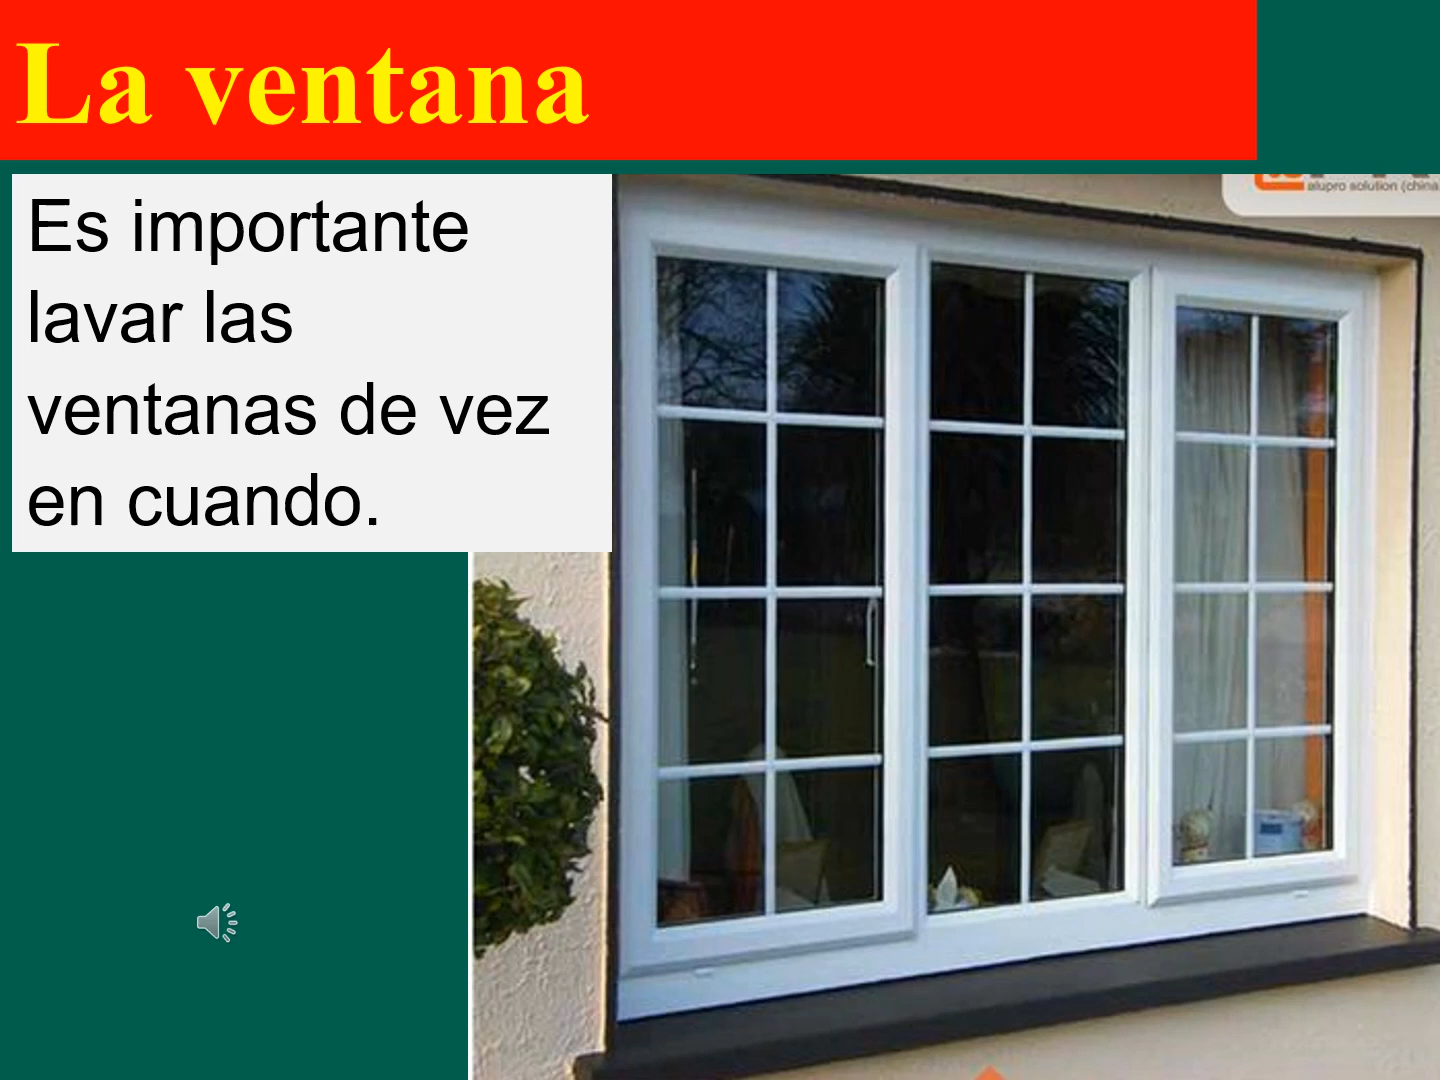 La ventana
Es importante
lavar las
ventanas de vez
en cuando.
alupro solution (china